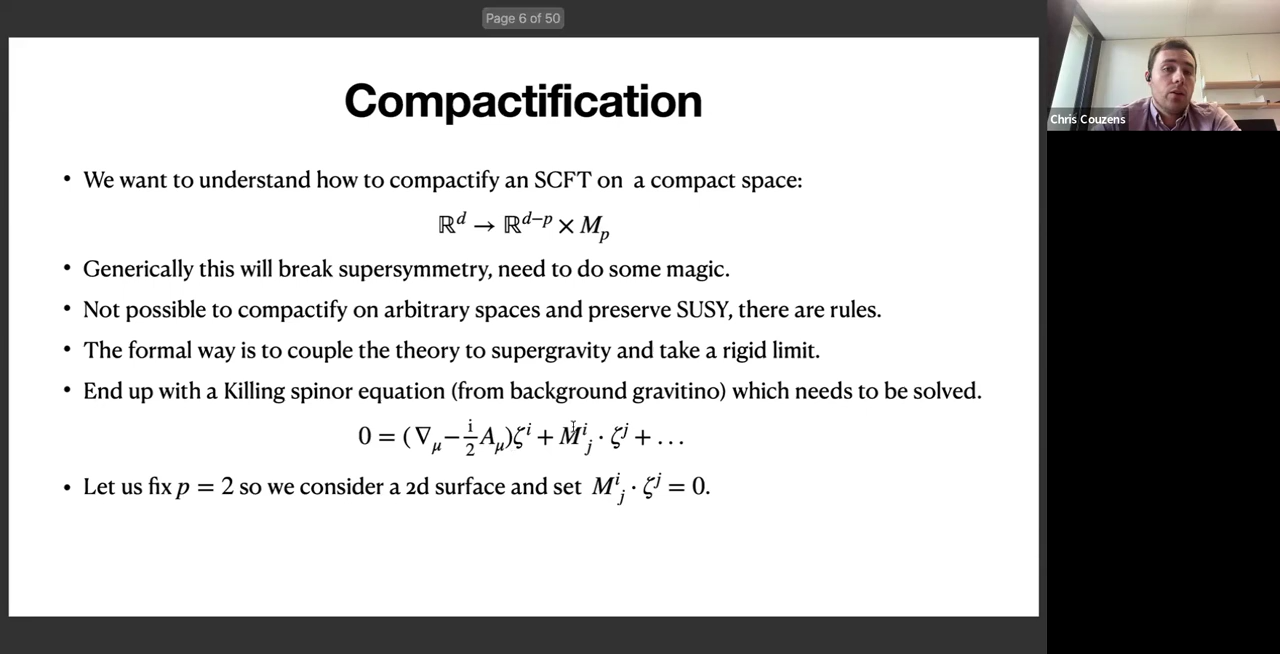 Page 6 of 50
Compactification
• We want to understand how to compactify an SCFT on a compact space:
ℝ^d → ℝ^{d−p} × M_p
• Generically this will break supersymmetry, need to do some magic.
• Not possible to compactify on arbitrary spaces and preserve SUSY, there are rules.
• The formal way is to couple the theory to supergravity and take a rigid limit.
• End up with a Killing spinor equation (from background gravitino) which needs to be solved.
0 = (∇_μ − i/2 A_μ)ζ^i + M^i_j · ζ^j + …
• Let us fix p = 2 so we consider a 2d surface and set M^i_j · ζ^j = 0.
Chris Couzens